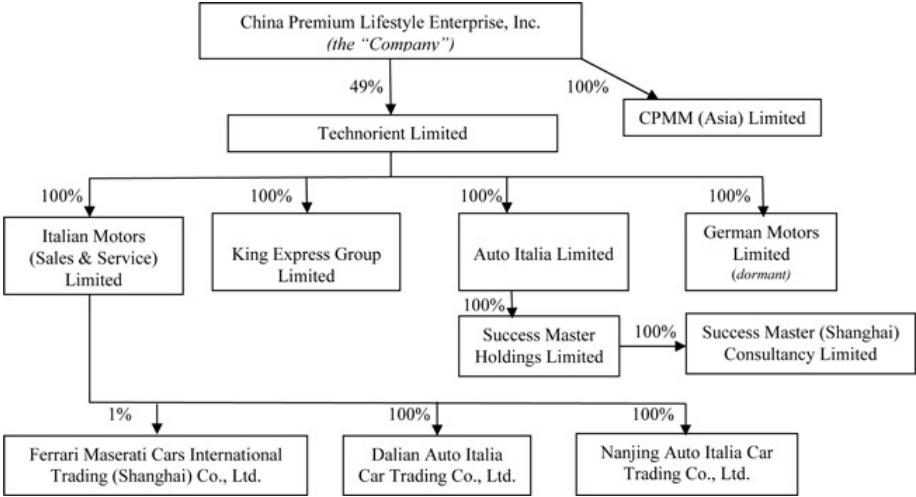 China Premium Lifestyle Enterprise, Inc.
(the “Company”)
49%
100%
Technorient Limited
CPMM (Asia) Limited
100%
100%
100%
100%
Italian Motors
(Sales & Service)
Limited
King Express Group
Limited
Auto Italia Limited
German Motors
Limited
(dormant)
100%
Success Master
Holdings Limited
100%
Success Master (Shanghai)
Consultancy Limited
1%
100%
100%
Ferrari Maserati Cars International
Trading (Shanghai) Co., Ltd.
Dalian Auto Italia
Car Trading Co., Ltd.
Nanjing Auto Italia Car
Trading Co., Ltd.